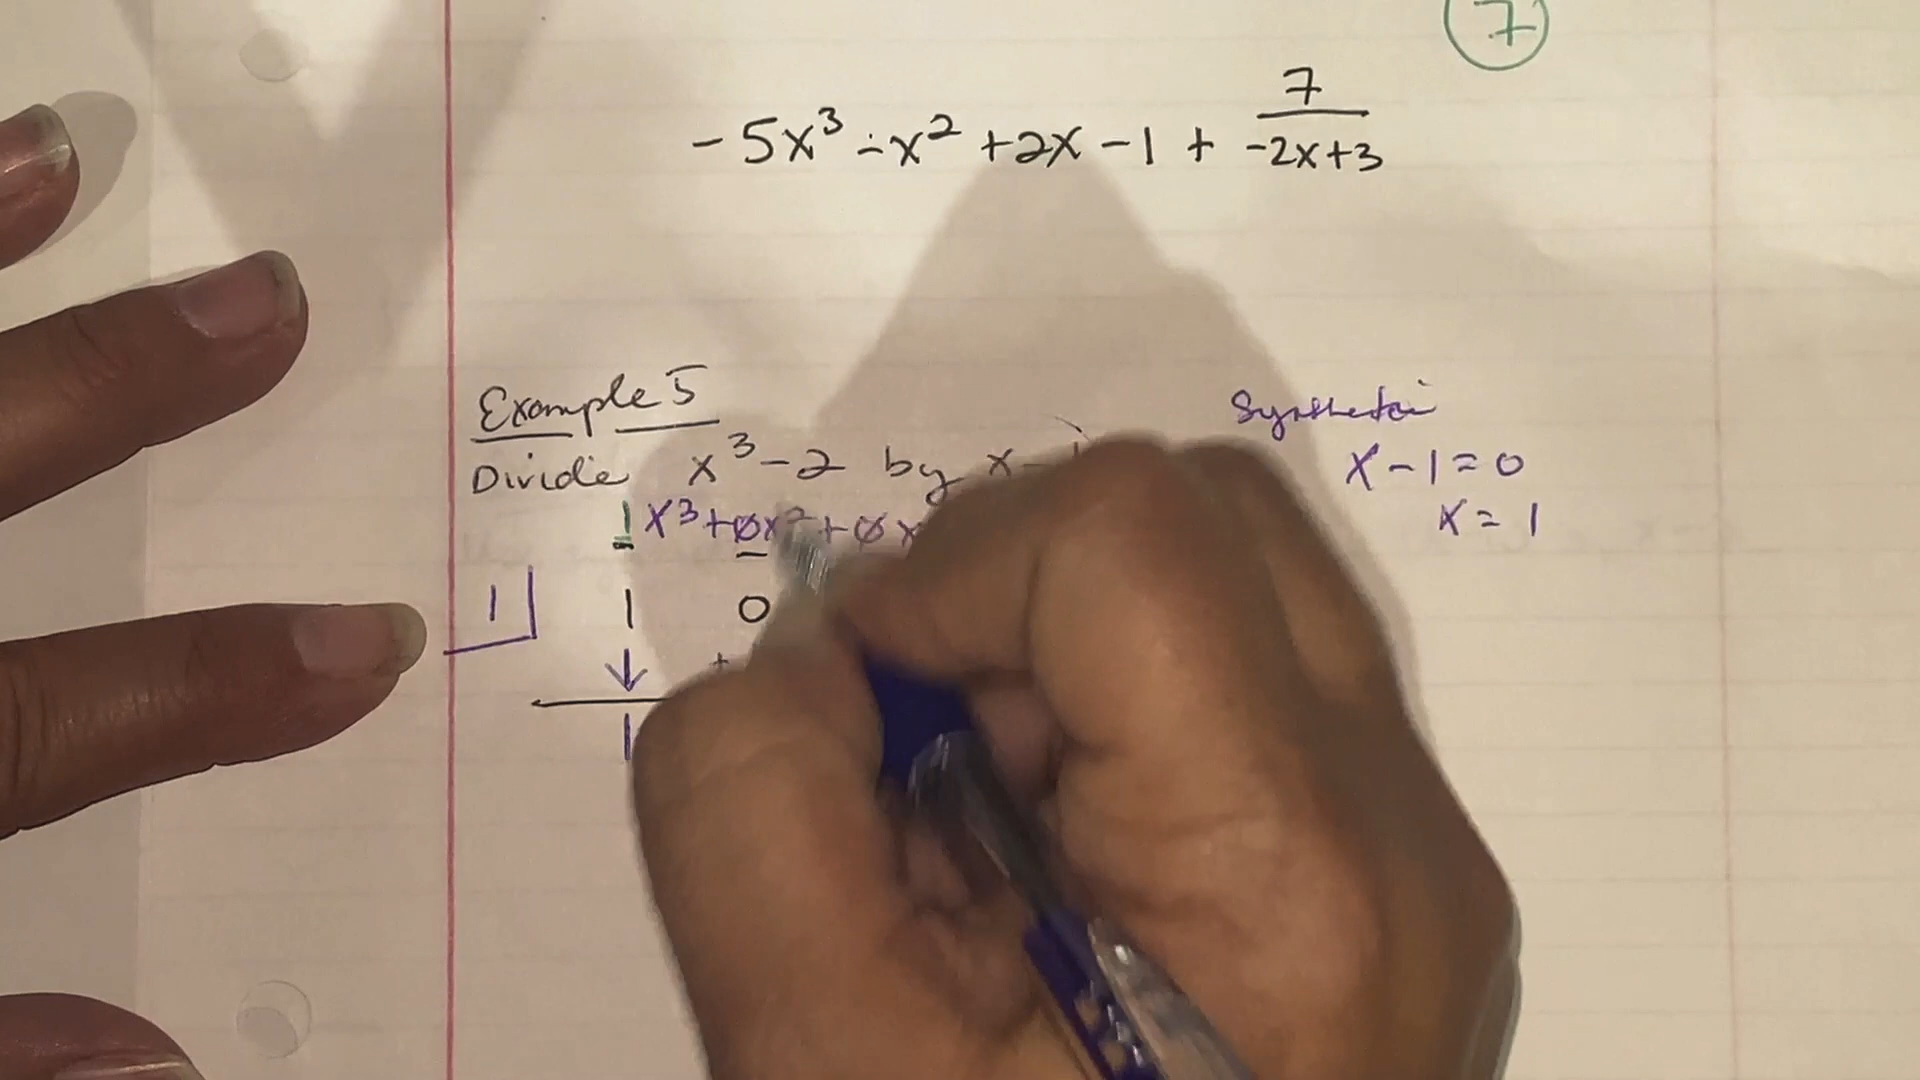 7
-5x³ - x² +2x -1 + 7/(-2x+3)
Example 5
Divide x³-2 by x-1
1x³+0x²+0x
Synthetic
x-1=0
x=1
1 1 0
+
1